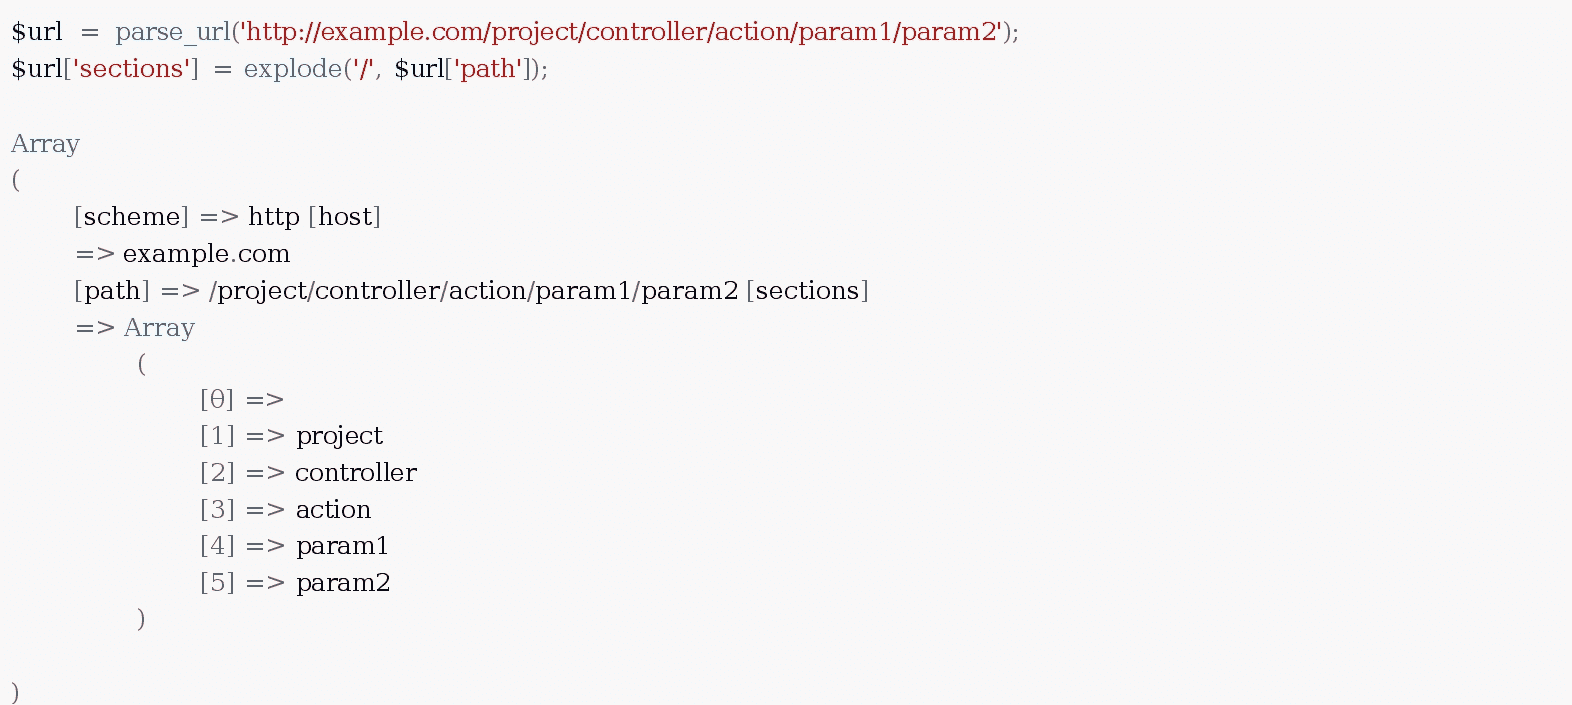 $url = parse_url('http://example.com/project/controller/action/param1/param2');
$url['sections'] = explode('/', $url['path']);
Array
(
[scheme] => http [host]
=> example.com
[path] => /project/controller/action/param1/param2 [sections]
=> Array
(
[0] =>
[1] => project
[2] => controller
[3] => action
[4] => param1
[5] => param2
)
)